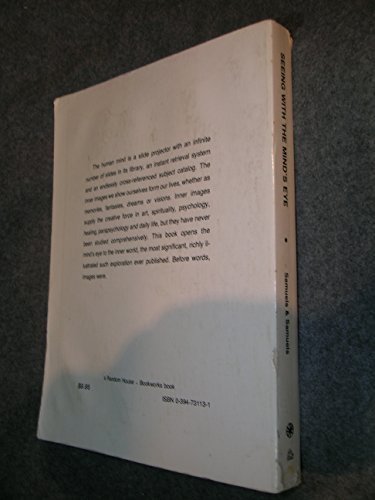 The human mind is a slide projector with an infinite
number of slides in its library, an instant retrieval system
and an endlessly cross-referenced subject catalog. The
inner images we show ourselves form our lives, whether as
memories, fantasies, dreams or visions. Inner images
supply the creative force in art, spirituality, psychology,
healing, parapsychology and daily life, but they have never
been studied comprehensively. This book opens the
mind's eye to the inner world, the most significant, richly il-
lustrated such exploration ever published. Before words,
images were.
a Random House - Bookworks book
ISBN 0-394-73113-1
SEEING WITH THE MIND'S EYE
Samuels & Samuels